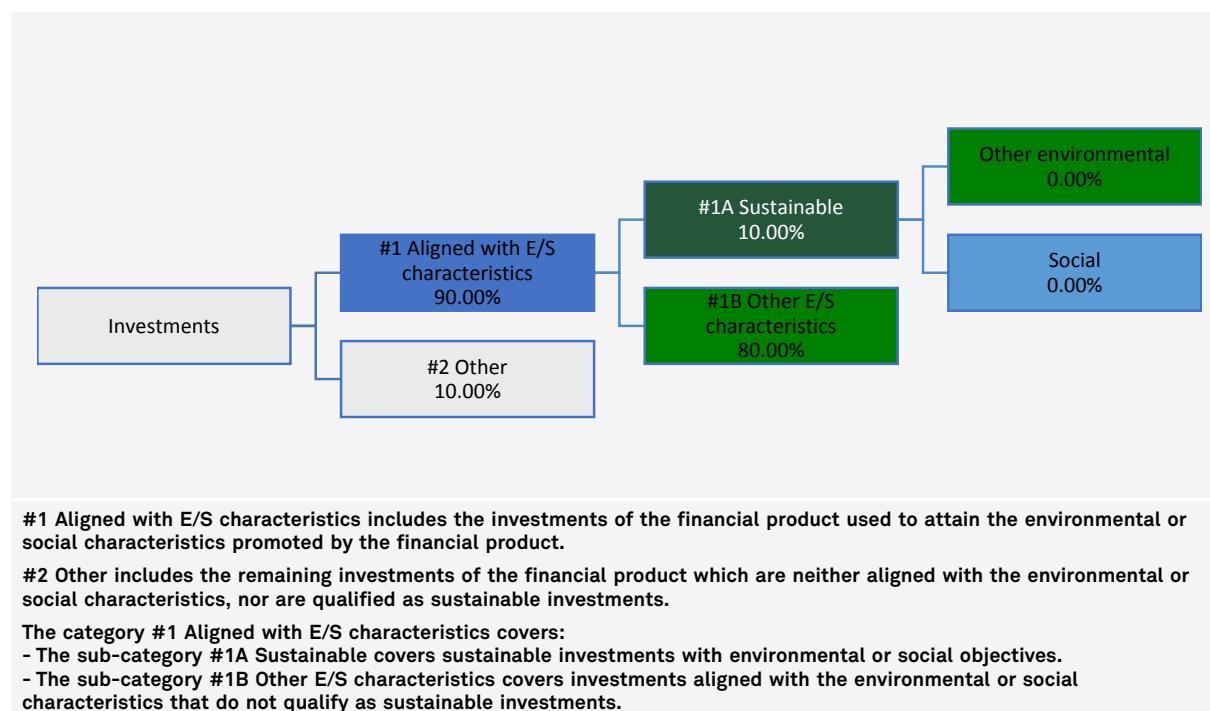 Investments
#1 Aligned with E/S
characteristics
90.00%
#2 Other
10.00%
#1A Sustainable
10.00%
#1B Other E/S
characteristics
80.00%
Other environmental
0.00%
Social
0.00%
#1 Aligned with E/S characteristics includes the investments of the financial product used to attain the environmental or
social characteristics promoted by the financial product.
#2 Other includes the remaining investments of the financial product which are neither aligned with the environmental or
social characteristics, nor are qualified as sustainable investments.
The category #1 Aligned with E/S characteristics covers:
- The sub-category #1A Sustainable covers sustainable investments with environmental or social objectives.
- The sub-category #1B Other E/S characteristics covers investments aligned with the environmental or social
characteristics that do not qualify as sustainable investments.